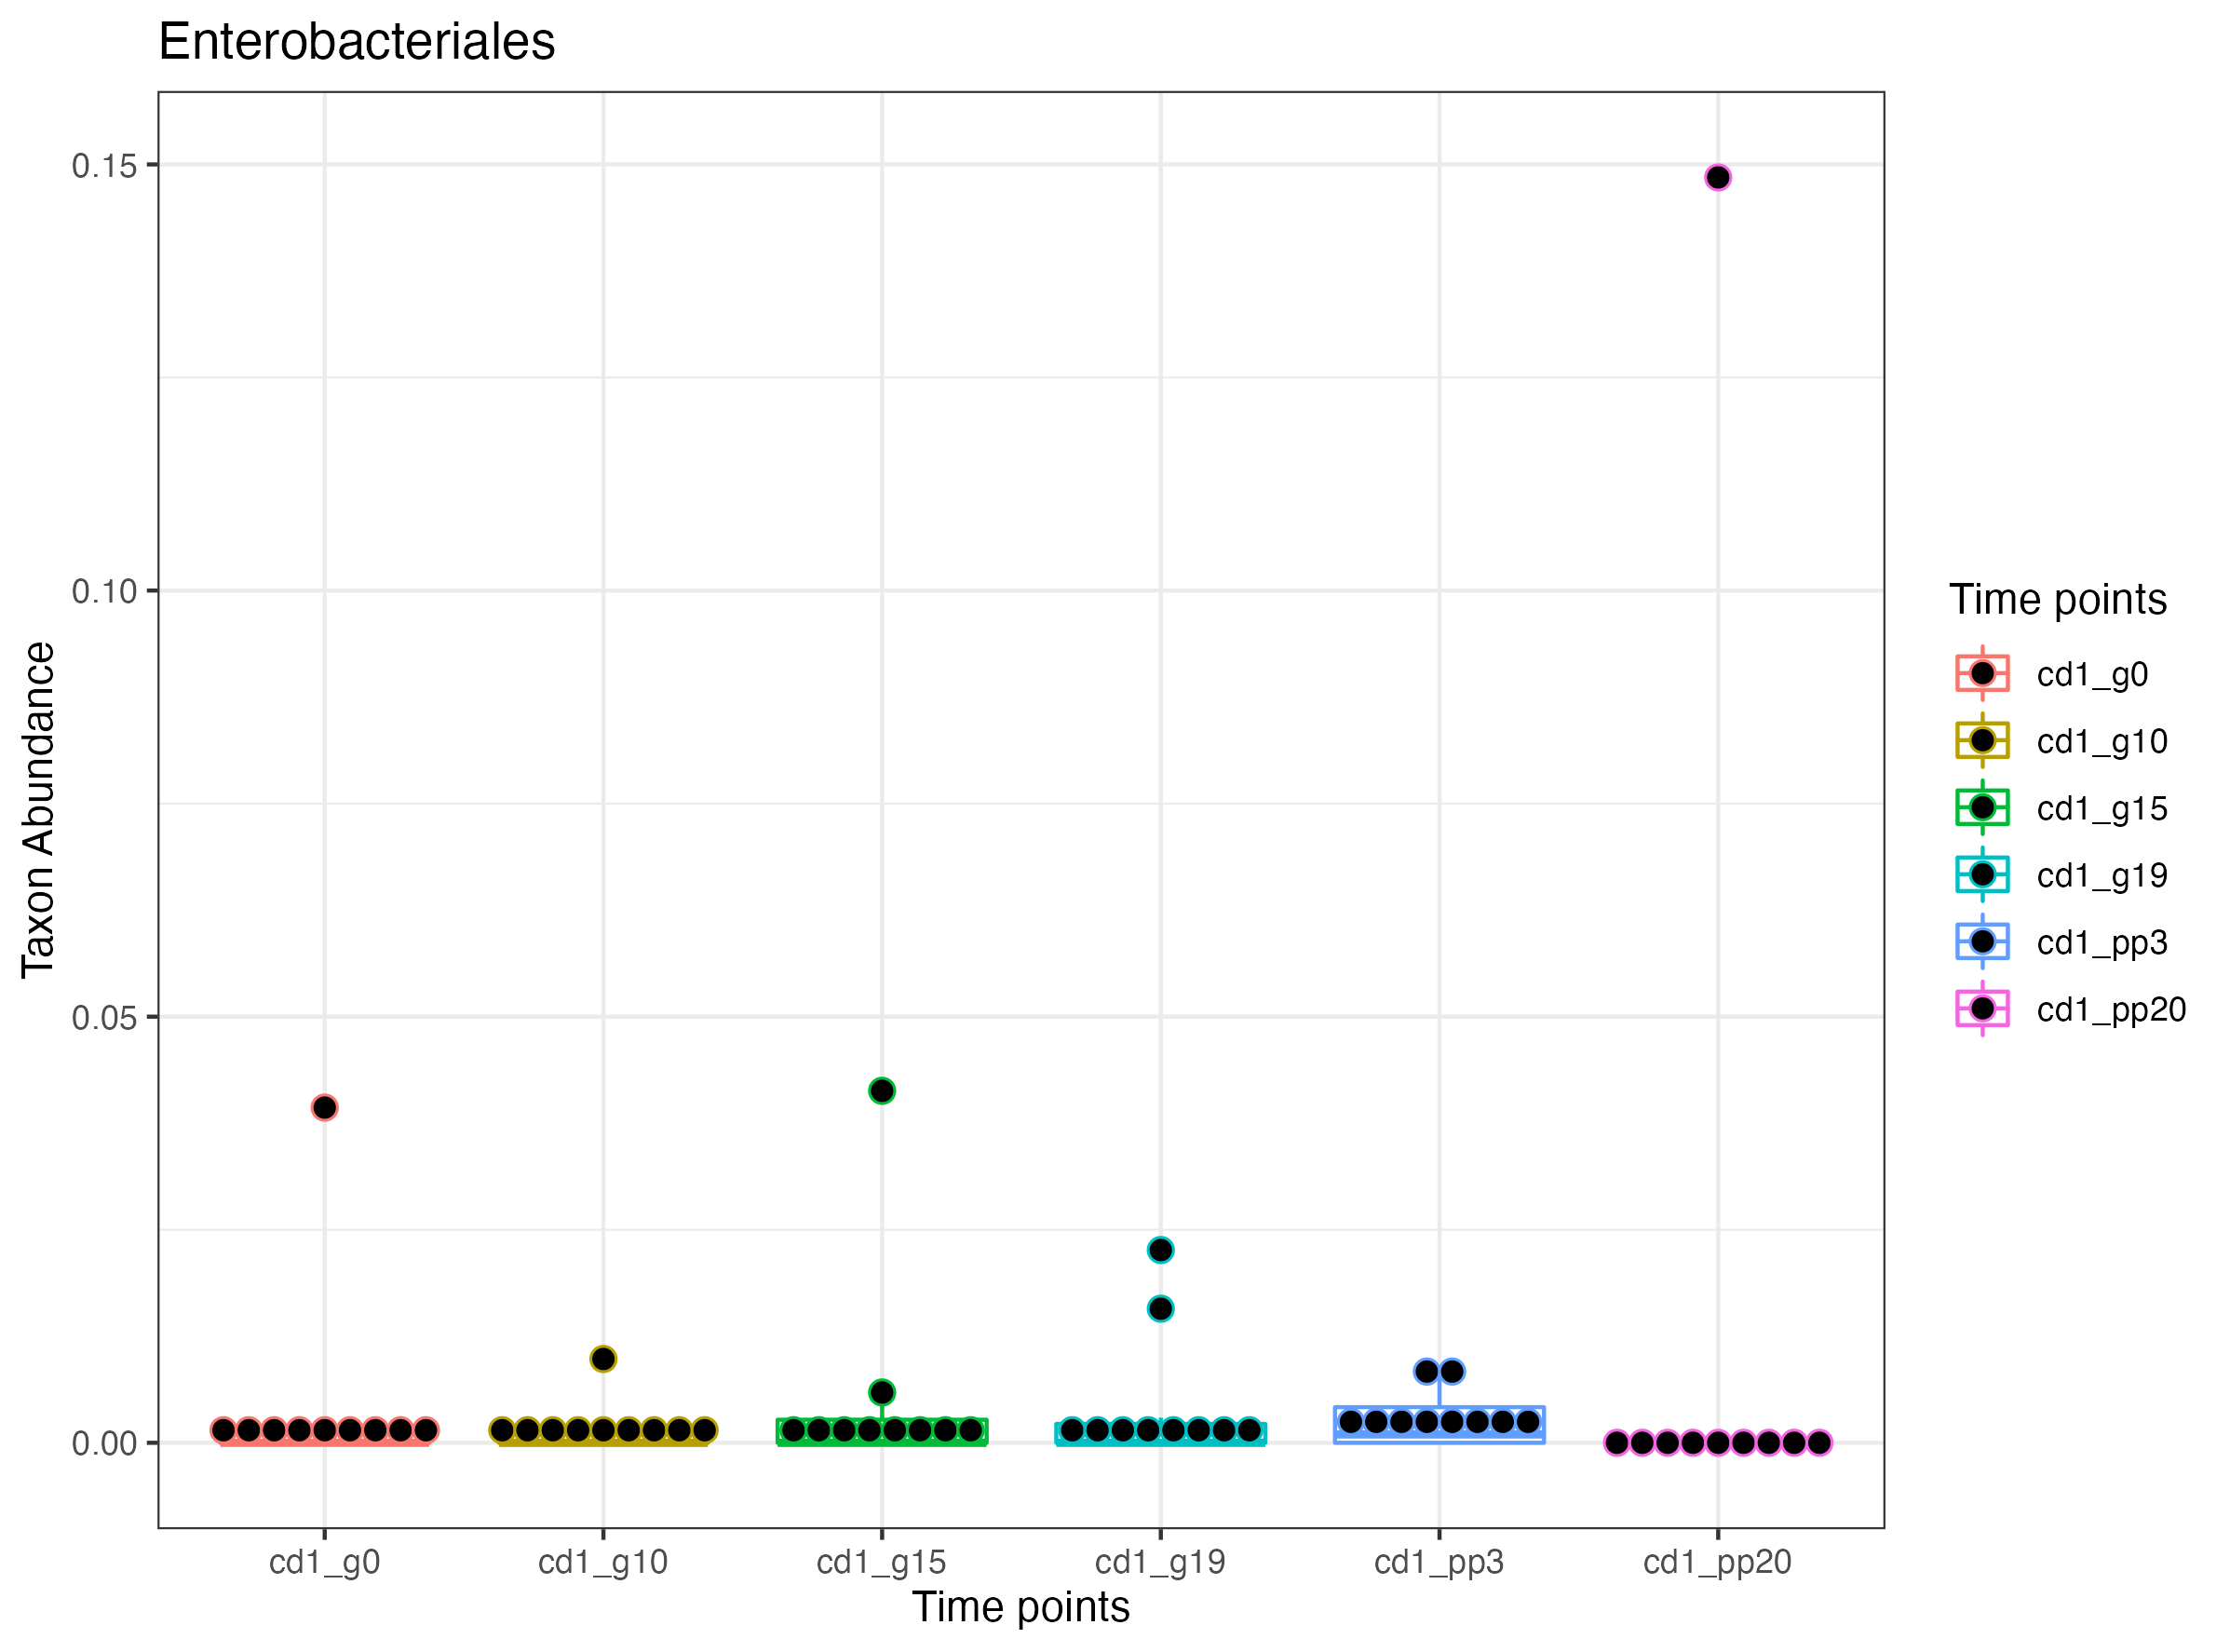 Enterobacteriales
Taxon Abundance
0.15
0.10
0.05
0.00
cd1_g0
cd1_g10
cd1_g15
cd1_g19
cd1_pp3
cd1_pp20
Time points
Time points
cd1_g0
cd1_g10
cd1_g15
cd1_g19
cd1_pp3
cd1_pp20